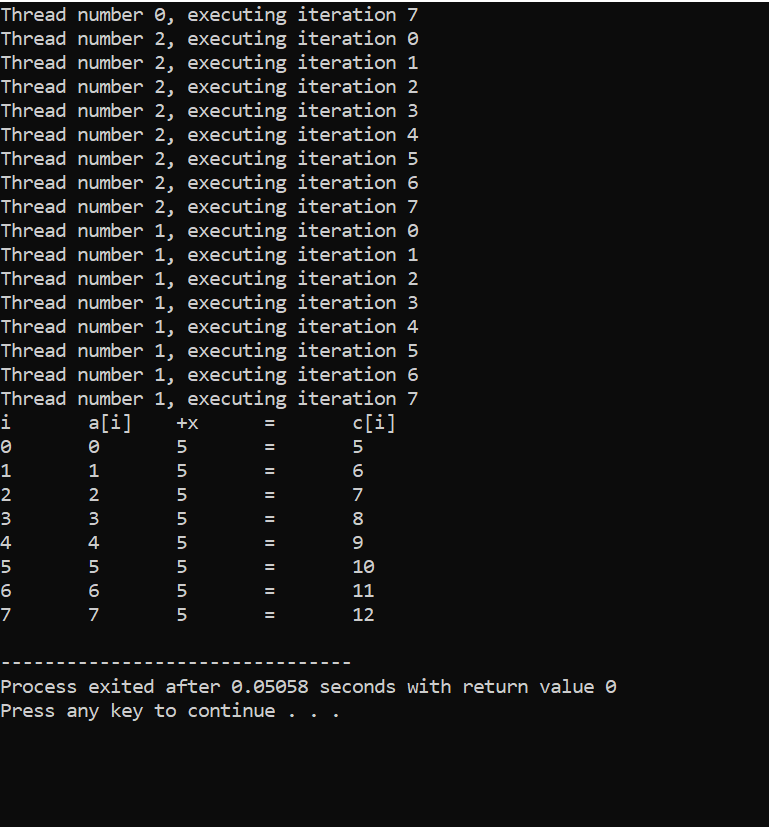 Thread number 0, executing iteration 7
Thread number 2, executing iteration 0
Thread number 2, executing iteration 1
Thread number 2, executing iteration 2
Thread number 2, executing iteration 3
Thread number 2, executing iteration 4
Thread number 2, executing iteration 5
Thread number 2, executing iteration 6
Thread number 2, executing iteration 7
Thread number 1, executing iteration 0
Thread number 1, executing iteration 1
Thread number 1, executing iteration 2
Thread number 1, executing iteration 3
Thread number 1, executing iteration 4
Thread number 1, executing iteration 5
Thread number 1, executing iteration 6
Thread number 1, executing iteration 7
i       a[i]    +x      =       c[i]
0       0       5       =       5
1       1       5       =       6
2       2       5       =       7
3       3       5       =       8
4       4       5       =       9
5       5       5       =       10
6       6       5       =       11
7       7       5       =       12
--------------------------------
Process exited after 0.05058 seconds with return value 0
Press any key to continue . . .